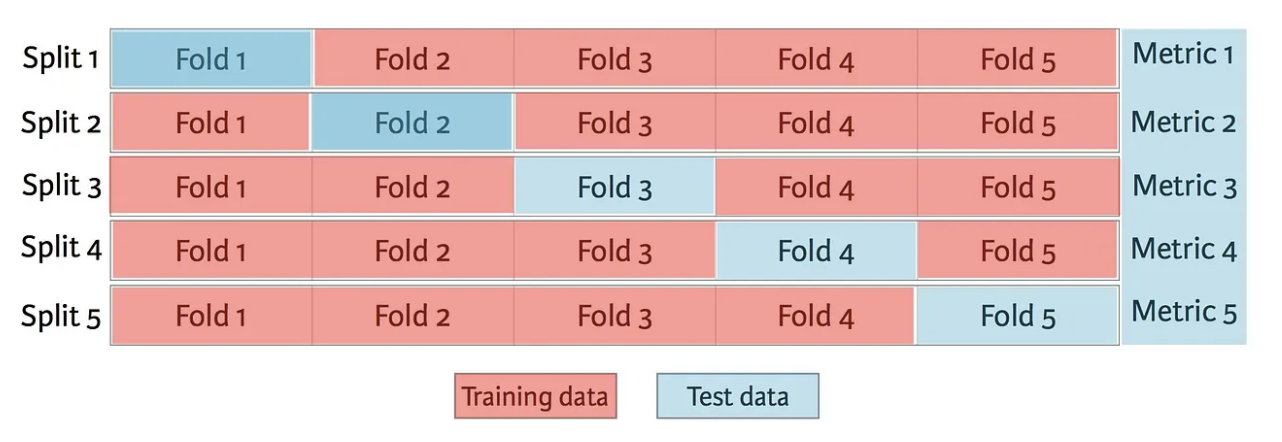 Split 1 Fold 1 Fold 2 Fold 3 Fold 4 Fold 5 Metric 1
Split 2 Fold 1 Fold 2 Fold 3 Fold 4 Fold 5 Metric 2
Split 3 Fold 1 Fold 2 Fold 3 Fold 4 Fold 5 Metric 3
Split 4 Fold 1 Fold 2 Fold 3 Fold 4 Fold 5 Metric 4
Split 5 Fold 1 Fold 2 Fold 3 Fold 4 Fold 5 Metric 5
Training data Test data